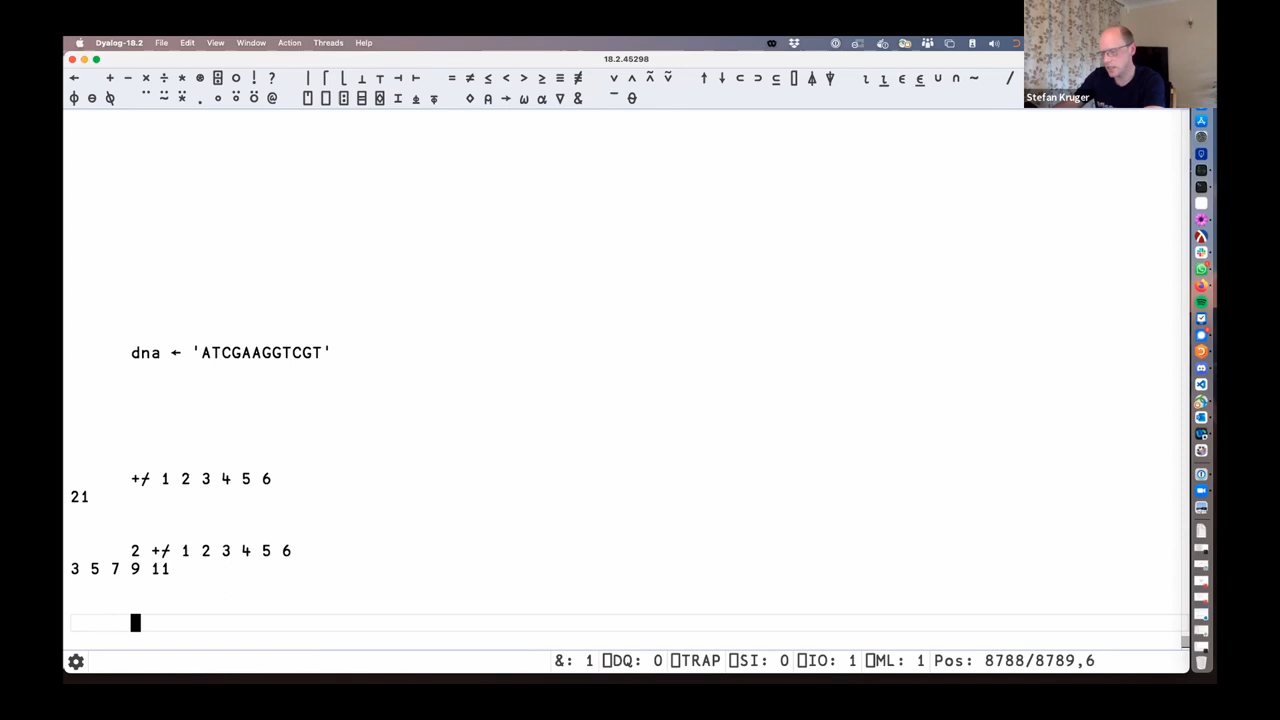 Dyalog-18.2 File Edit View Window Action Threads Help
18.2.45298
← + - × ÷ * ⍟ ⌹ ○ ! ? | ⌈ ⌊ ⊥ ⊤ ⊣ ⊢ = ≠ ≤ < > ≥ ≡ ≢ ∨ ∧ ⍲ ⍱ ↑ ↓ ⊂ ⊃ ⊆ ⌷ ⍋ ⍒ ⍳ ⍸ ∊ ⍷ ∪ ∩ ~ /
Stefan Kruger
dna ← 'ATCGAAGGTCGT'
+⌿ 1 2 3 4 5 6
21
2 +⌿ 1 2 3 4 5 6
3 5 7 9 11
&: 1 ⎕DQ: 0 ⎕TRAP ⎕SI: 0 ⎕IO: 1 ⎕ML: 1 Pos: 8788/8789,6